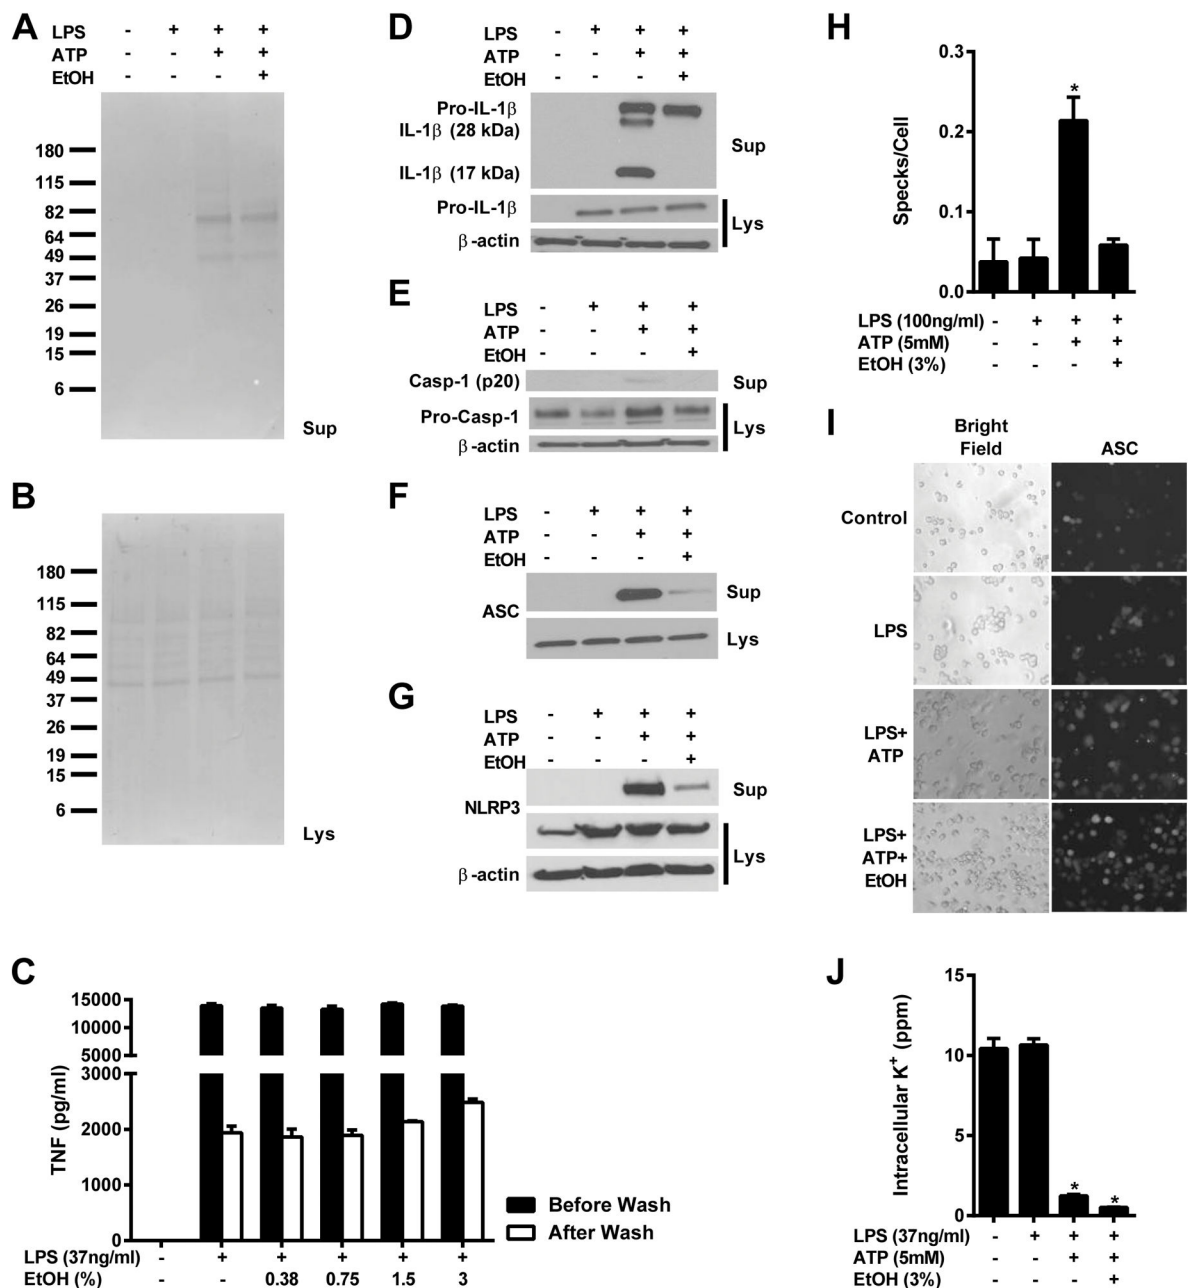 A
LPS - + + +
ATP - - + +
EtOH - - - +
180
115
82
64
49
37
26
19
15
6
Sup
B
180
115
82
64
49
37
26
19
15
6
Lys
C
TNF (pg/ml)
15000
10000
5000
3000
2000
1000
0
LPS (37ng/ml) - + + + + +
EtOH (%) - - 0.38 0.75 1.5 3
Before Wash
After Wash
D
LPS - + + +
ATP - - + +
EtOH - - - +
Pro-IL-1β
IL-1β (28 kDa)
IL-1β (17 kDa)
Sup
Pro-IL-1β
β-actin
Lys
E
LPS - + + +
ATP - - + +
EtOH - - - +
Casp-1 (p20)
Sup
Pro-Casp-1
β-actin
Lys
F
LPS - + + +
ATP - - + +
EtOH - - - +
ASC
Sup
Lys
G
LPS - + + +
ATP - - + +
EtOH - - - +
NLRP3
Sup
β-actin
Lys
H
Specks/Cell
0.3
0.2
0.1
0.0
*
LPS (100ng/ml) - + + +
ATP (5mM) - - + +
EtOH (3%) - - - +
I
Bright
Field
ASC
Control
LPS
LPS+
ATP
LPS+
ATP+
EtOH
J
Intracellular K⁺ (ppm)
15
10
5
0
* *
LPS (37ng/ml) - + + +
ATP (5mM) - - + +
EtOH (3%) - - - +